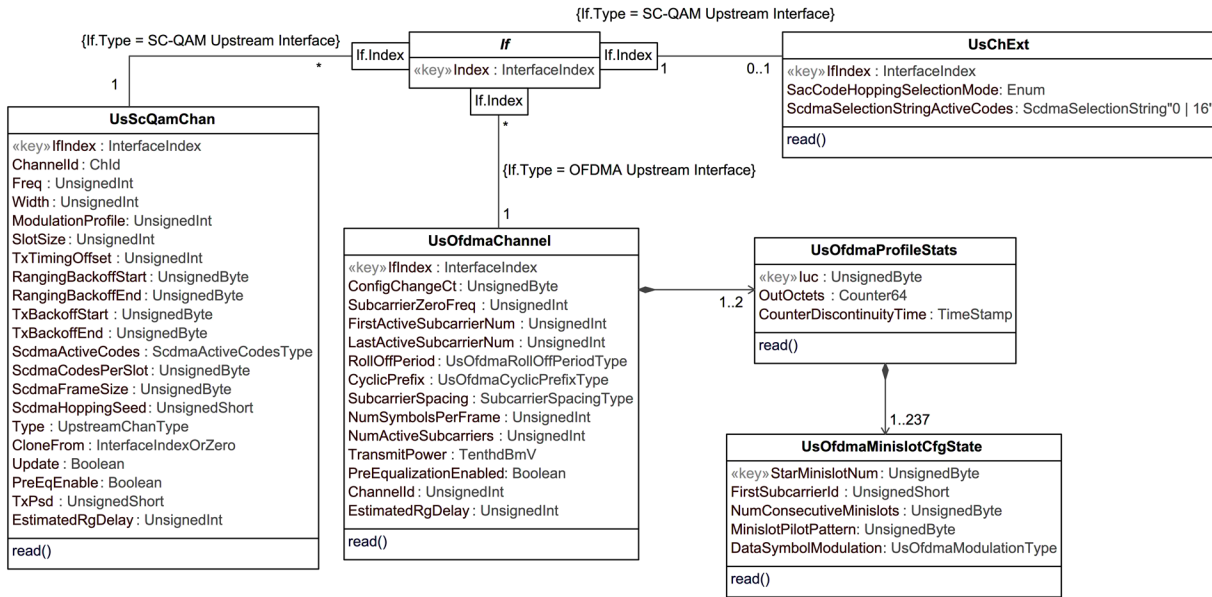 {If.Type = SC-QAM Upstream Interface}
{If.Type = SC-QAM Upstream Interface}
If.Index
1
*
If
«key»Index : InterfaceIndex
If.Index
If.Index
1
0..1
*
UsChExt
«key»IfIndex : InterfaceIndex
SacCodeHoppingSelectionMode: Enum
ScdmaSelectionStringActiveCodes : ScdmaSelectionString"0 | 16"
read()
UsScQamChan
«key»IfIndex : InterfaceIndex
ChannelId : ChId
Freq : UnsignedInt
Width : UnsignedInt
ModulationProfile: UnsignedInt
SlotSize : UnsignedInt
TxTimingOffset : UnsignedInt
RangingBackoffStart : UnsignedByte
RangingBackoffEnd : UnsignedByte
TxBackoffStart : UnsignedByte
TxBackoffEnd : UnsignedByte
ScdmaActiveCodes : ScdmaActiveCodesType
ScdmaCodesPerSlot : UnsignedByte
ScdmaFrameSize : UnsignedByte
ScdmaHoppingSeed : UnsignedShort
Type : UpstreamChanType
CloneFrom : InterfaceIndexOrZero
Update : Boolean
PreEqEnable : Boolean
TxPsd : UnsignedShort
EstimatedRgDelay : UnsignedInt
read()
{If.Type = OFDMA Upstream Interface}
1
UsOfdmaChannel
«key»IfIndex : InterfaceIndex
ConfigChangeCt : UnsignedByte
SubcarrierZeroFreq : UnsignedInt
FirstActiveSubcarrierNum : UnsignedInt
LastActiveSubcarrierNum : UnsignedInt
RollOffPeriod : UsOfdmaRollOffPeriodType
CyclicPrefix : UsOfdmaCyclicPrefixType
SubcarrierSpacing : SubcarrierSpacingType
NumSymbolsPerFrame : UnsignedInt
NumActiveSubcarriers : UnsignedInt
TransmitPower : TenthdBmV
PreEqualizationEnabled : Boolean
ChannelId : UnsignedInt
EstimatedRgDelay : UnsignedInt
read()
1..2
UsOfdmaProfileStats
«key»Iuc : UnsignedByte
OutOctets : Counter64
CounterDiscontinuityTime : TimeStamp
read()
1..237
UsOfdmaMinislotCfgState
«key»StarMinislotNum : UnsignedByte
FirstSubcarrierId : UnsignedShort
NumConsecutiveMinislots : UnsignedByte
MinislotPilotPattern : UnsignedByte
DataSymbolModulation : UsOfdmaModulationType
read()